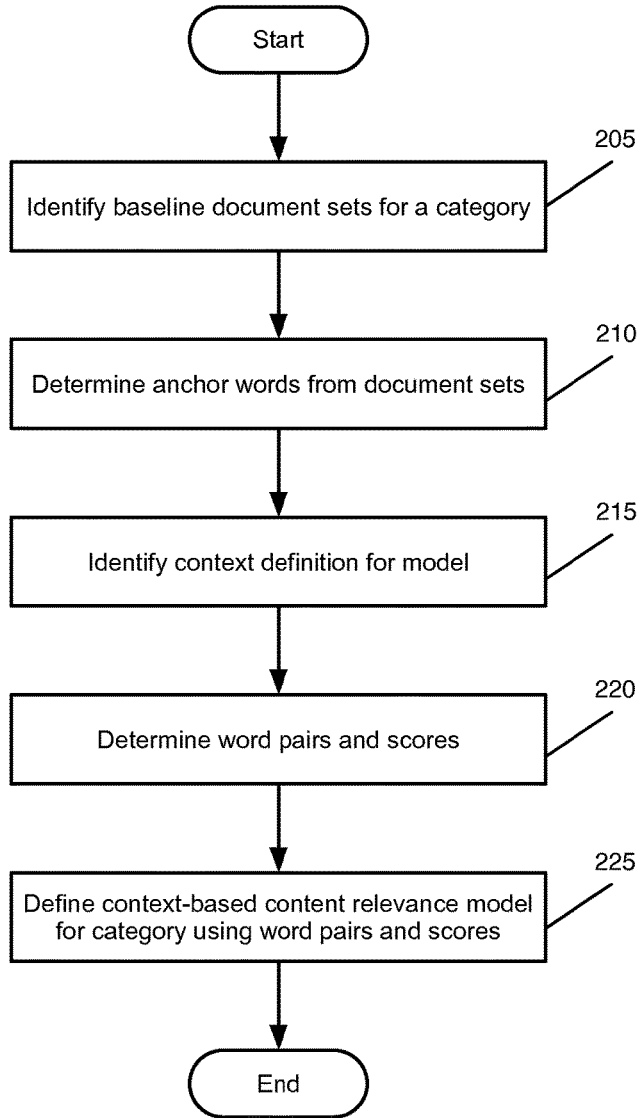 Start
205
Identify baseline document sets for a category
210
Determine anchor words from document sets
215
Identify context definition for model
220
Determine word pairs and scores
225
Define context-based content relevance model
for category using word pairs and scores
End